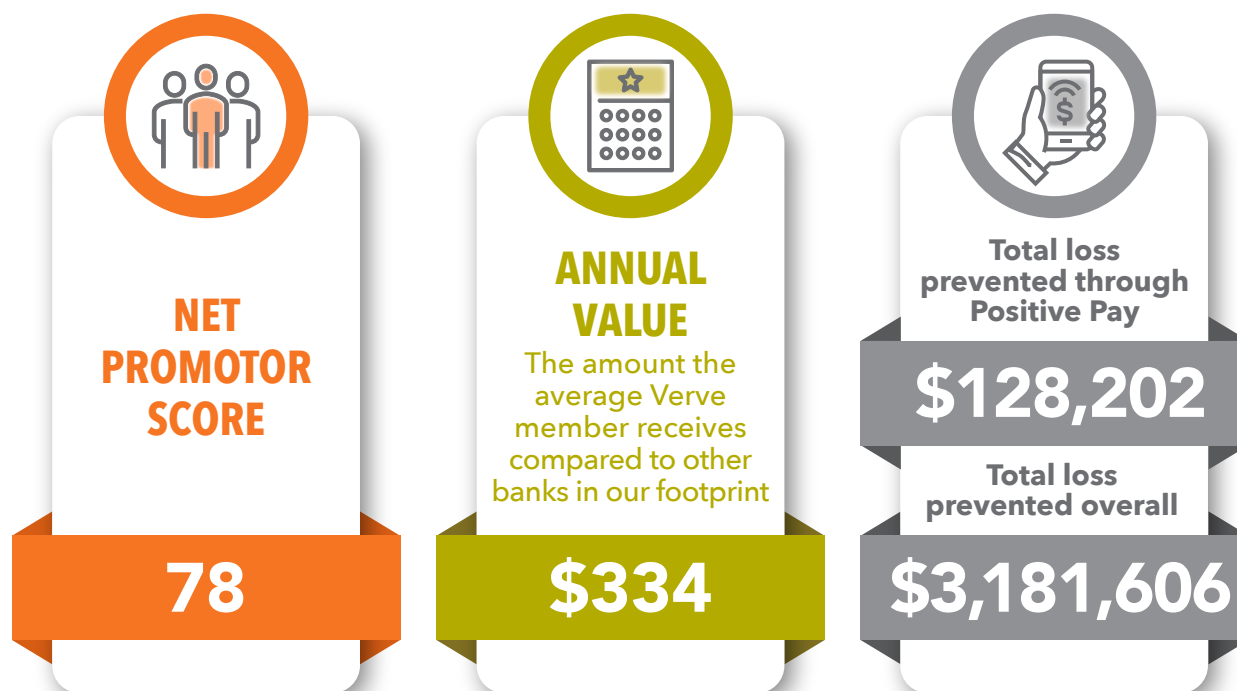 NET
PROMOTOR
SCORE
78
ANNUAL
VALUE
The amount the
average Verve
member receives
compared to other
banks in our footprint
$334
$
Total loss
prevented through
Positive Pay
$128,202
Total loss
prevented overall
$3,181,606